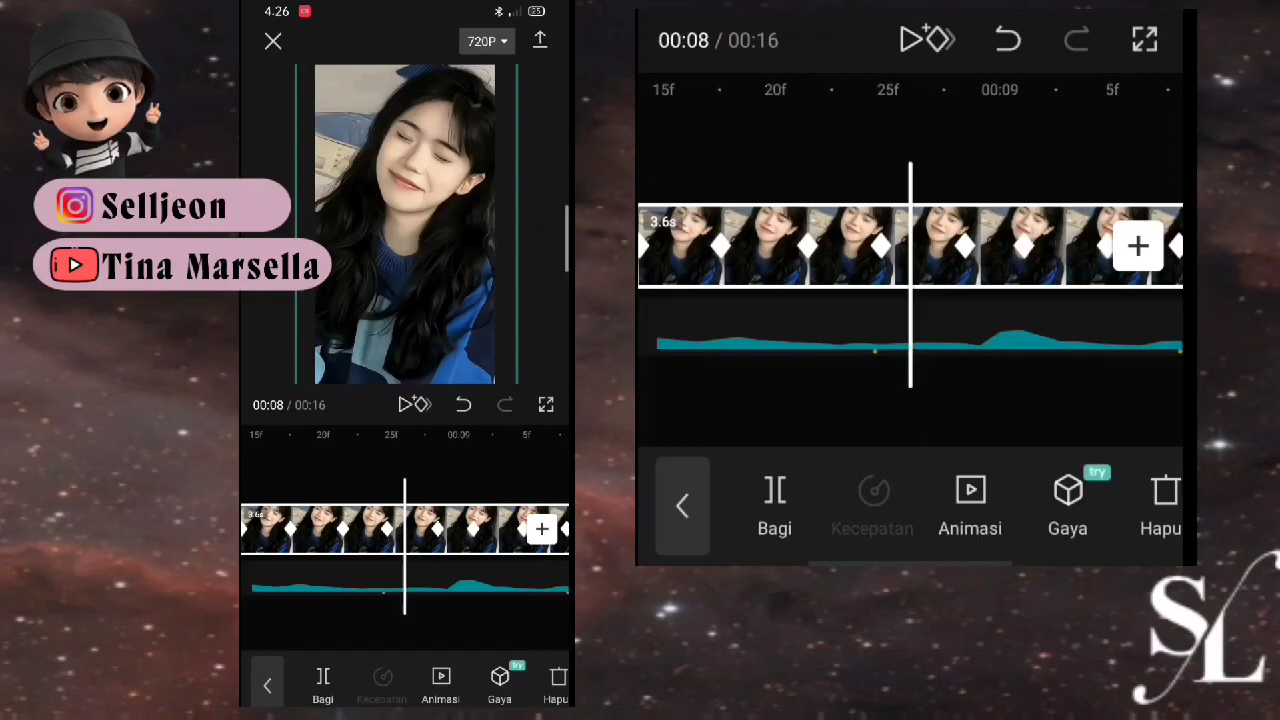 4.26
25
720P
Selljeon
Tina Marsella
00:08 / 00:16
15f 20f 25f 00:09 5f
3.6s
Bagi Kecepatan Animasi Gaya Hapu
try
00:08 / 00:16
15f 20f 25f 00:09 5f
3.6s
try
Bagi Kecepatan Animasi Gaya Hapu
SL